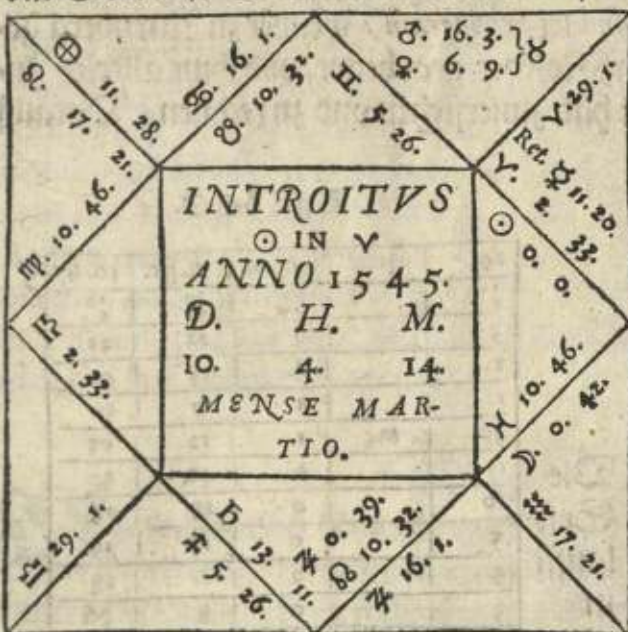 ⊗ 11. 28.
♌. 17. 21.
♋ 16. 1.
☋ 10. 32.
♊. 5. 26.
♂. 16. 3. } ♉
♀. 6. 9.
♈. 29. 1.
Ret. ☿ 11. 20.
♈. 2. 33.
☉ 0. 0.
♍. 10. 46.
INTROITVS
☉ IN ♈
ANNO 1545.
D. H. M.
10. 4. 14.
MENSE MAR-
TIO.
♎ 2. 33.
♓ 10. 46.
☽. 0. 42.
♎ 29. 1.
♄ 13. 11.
♐ 5. 26.
♃ 0. 39.
☊ 10. 32.
♑ 16. 1.
♒ 17. 21.